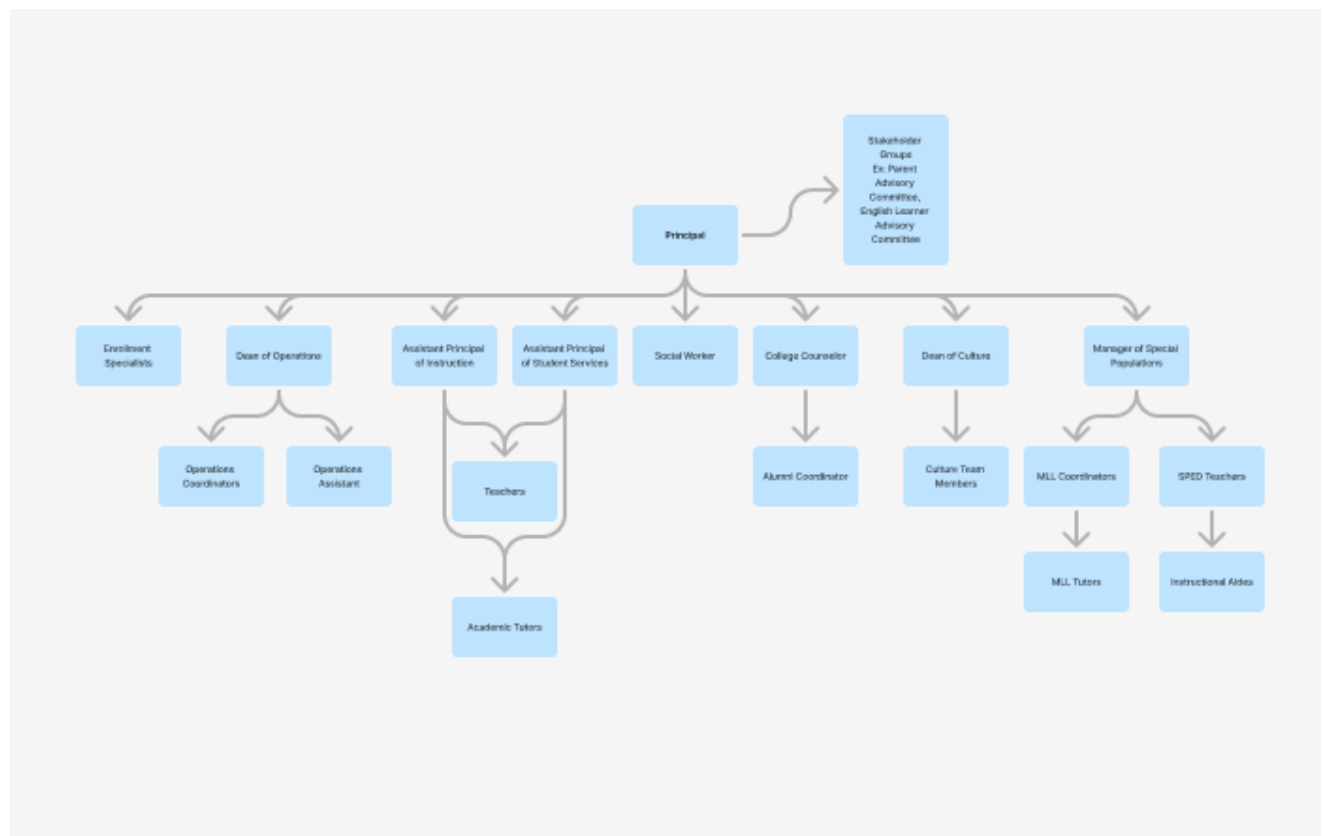 Stakeholder
Groups
Ex: Parent
Advisory
Committee,
English Learner
Advisory
Committee
Principal
Enrollment
Specialists
Dean of Operations
Assistant Principal
of Instruction
Assistant Principal
of Student Services
Social Worker
College Counselor
Dean of Culture
Manager of Special
Populations
Operations
Coordinators
Operations
Assistant
Teachers
Alumni Coordinator
Culture Team
Members
MLL Coordinators
SPED Teachers
MLL Tutors
Instructional Aides
Academic Tutors